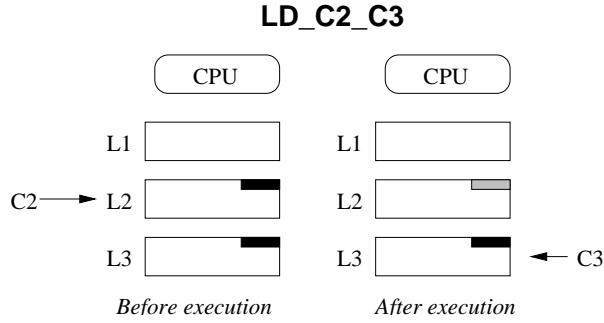 LD_C2_C3
CPU CPU
L1 L1
C2 L2 L2
L3 L3 C3
Before execution After execution